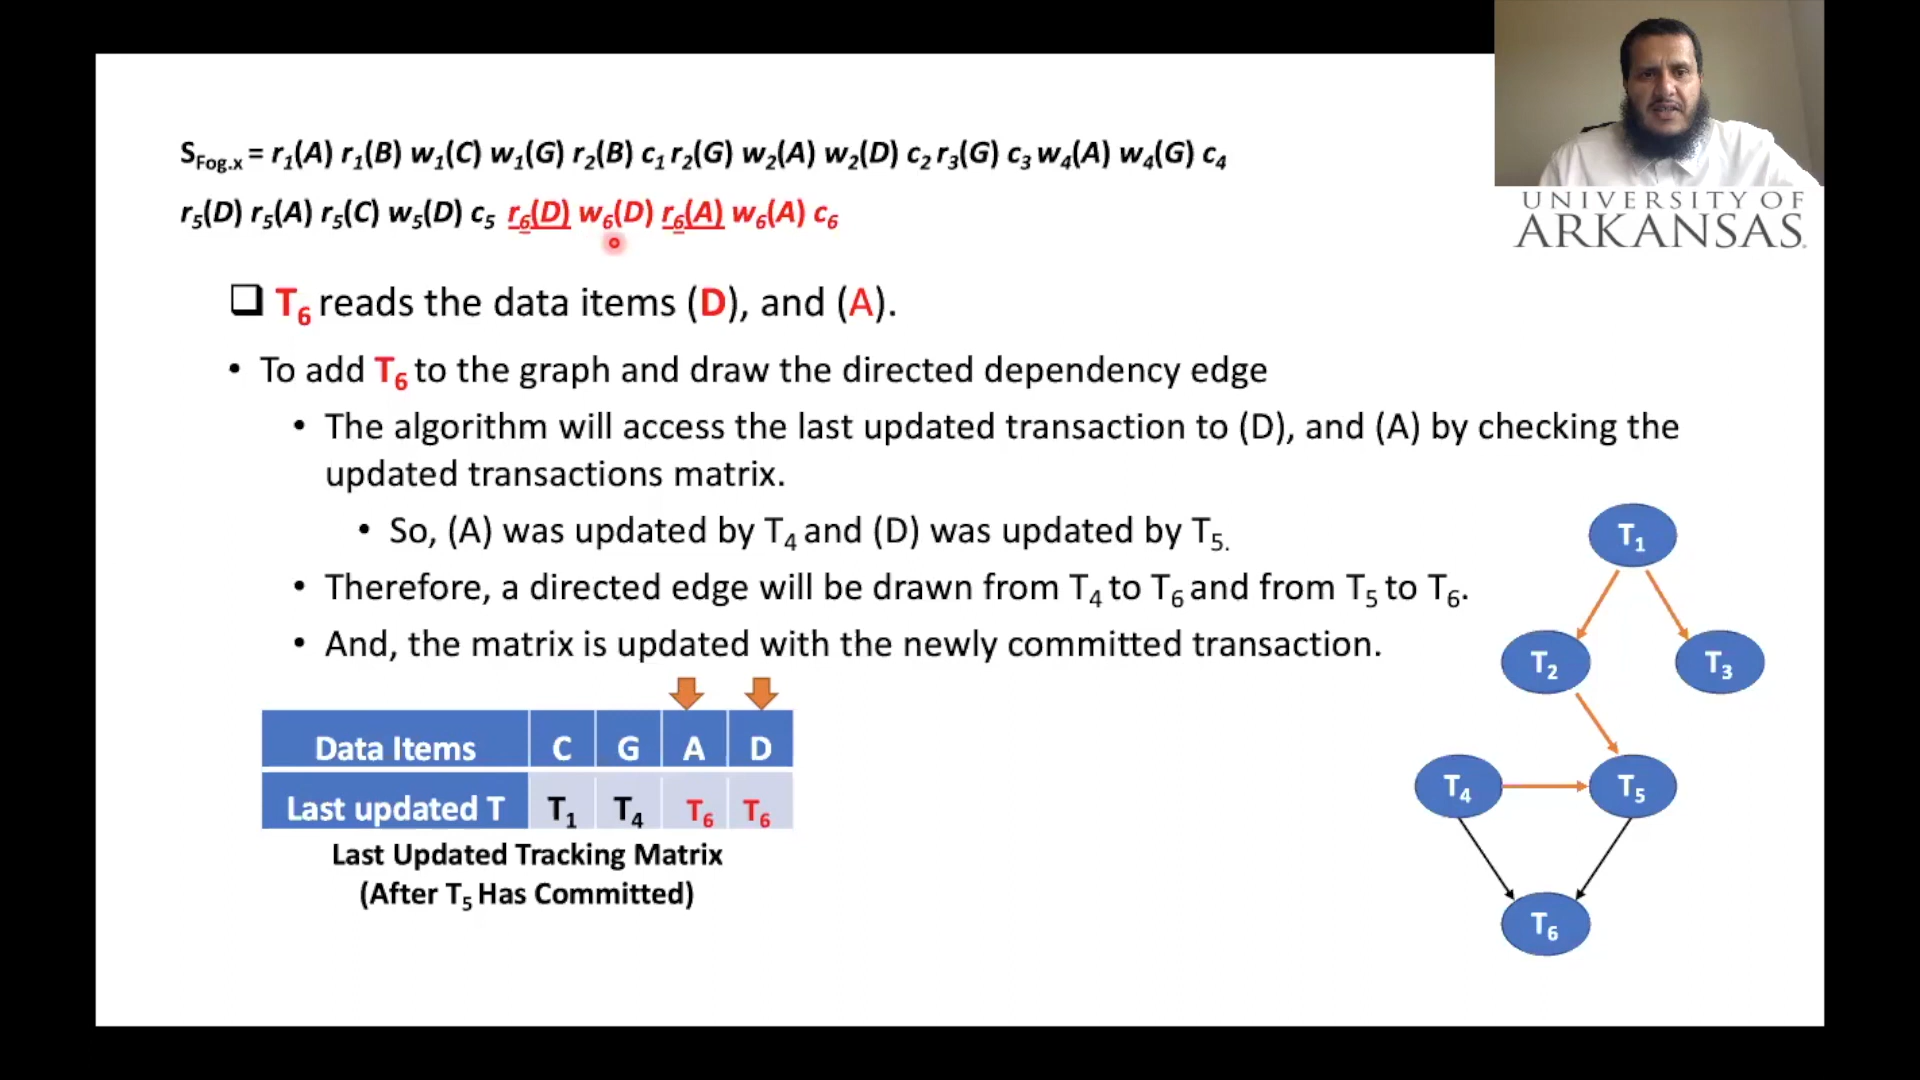 S_Fog.x = r₁(A) r₁(B) w₁(C) w₁(G) r₂(B) c₁ r₂(G) w₂(A) w₂(D) c₂ r₃(G) c₃ w₄(A) w₄(G) c₄
r₅(D) r₅(A) r₅(C) w₅(D) c₅ r₆(D) w₆(D) r₆(A) w₆(A) c₆
UNIVERSITY OF
ARKANSAS.
❑ T₆ reads the data items (D), and (A).
• To add T₆ to the graph and draw the directed dependency edge
• The algorithm will access the last updated transaction to (D), and (A) by checking the
updated transactions matrix.
• So, (A) was updated by T₄ and (D) was updated by T₅.
• Therefore, a directed edge will be drawn from T₄ to T₆ and from T₅ to T₆.
• And, the matrix is updated with the newly committed transaction.
Data Items C G A D
Last updated T T₁ T₄ T₆ T₆
Last Updated Tracking Matrix
(After T₅ Has Committed)
T₁
T₂ T₃
T₄ T₅
T₆